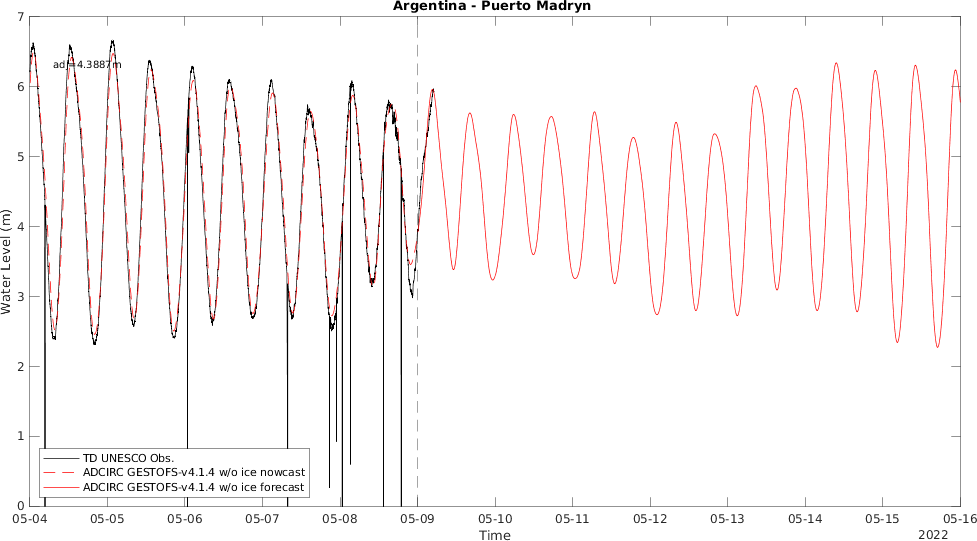 Argentina - Puerto Madryn
7
adj=4.3887 m
6
5
4
3
2
1
0
Water Level (m)
TD UNESCO Obs.
ADCIRC GESTOFS-v4.1.4 w/o ice nowcast
ADCIRC GESTOFS-v4.1.4 w/o ice forecast
05-04 05-05 05-06 05-07 05-08 05-09 05-10 05-11 05-12 05-13 05-14 05-15 05-16
Time
2022